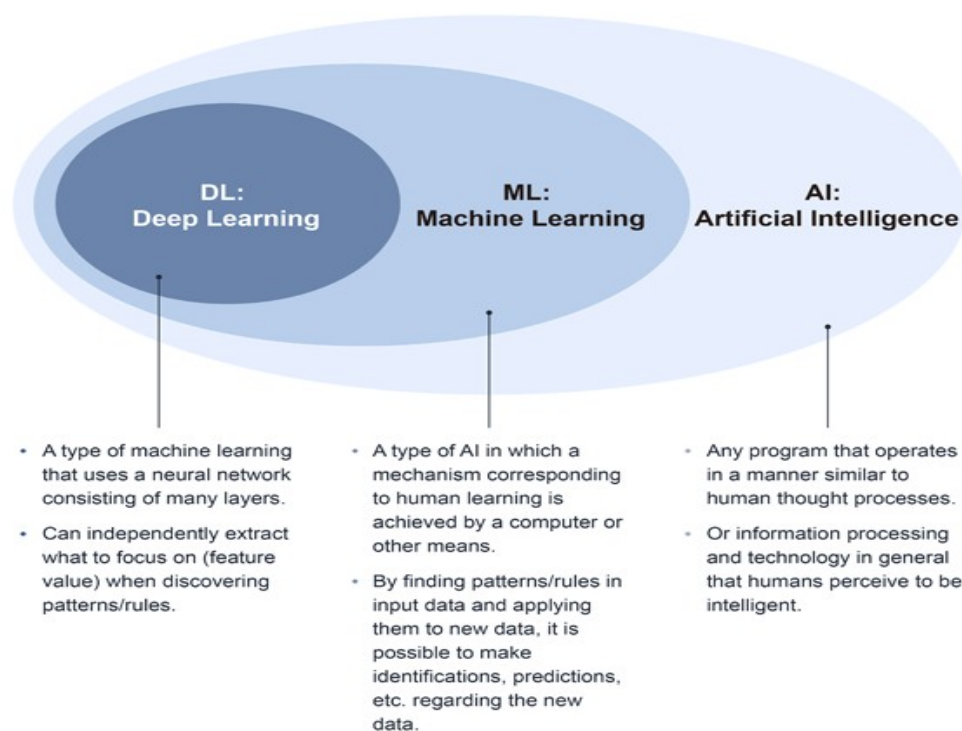 DL:
Deep Learning
ML:
Machine Learning
AI:
Artificial Intelligence
• A type of machine learning
that uses a neural network
consisting of many layers.
• Can independently extract
what to focus on (feature
value) when discovering
patterns/rules.
• A type of AI in which a
mechanism corresponding
to human learning is
achieved by a computer or
other means.
• By finding patterns/rules in
input data and applying
them to new data, it is
possible to make
identifications, predictions,
etc. regarding the new
data.
• Any program that operates
in a manner similar to
human thought processes.
• Or information processing
and technology in general
that humans perceive to be
intelligent.